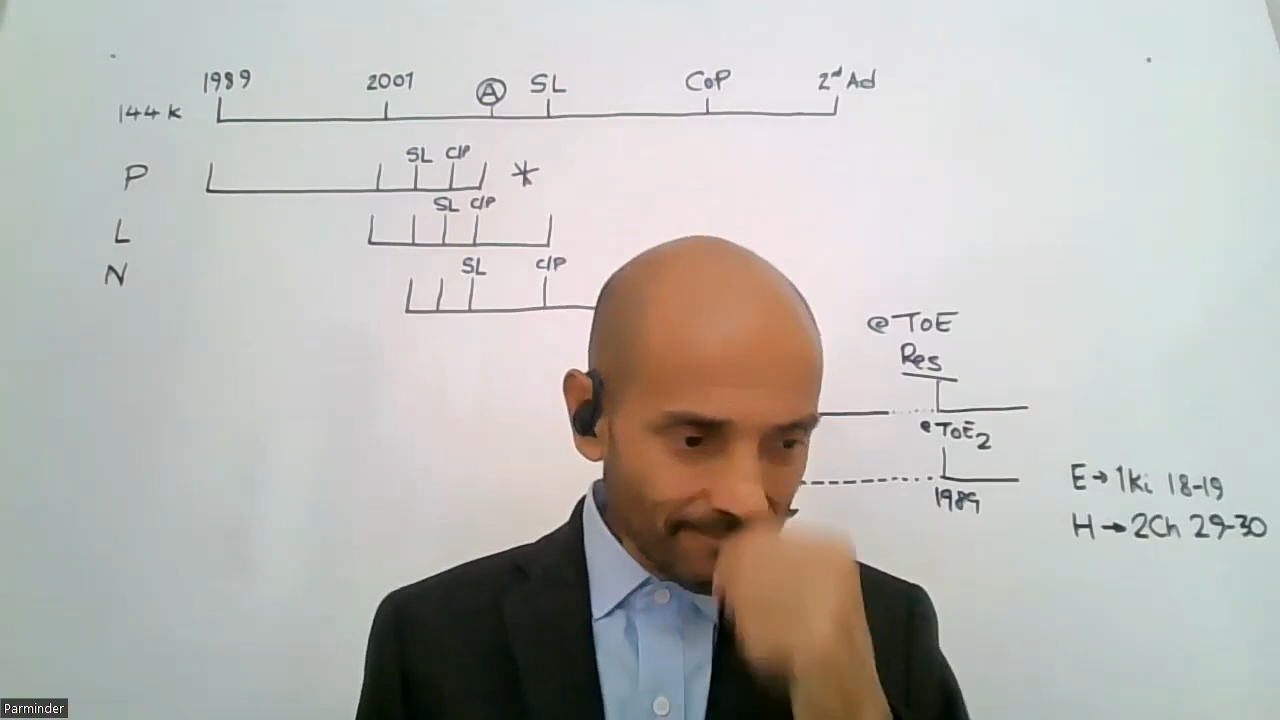 1989 2001 A SL CoP 2nd Ad
144k
SL C/P
P *
SL C/P
L
N SL C/P
@ToE
Res
@ToE2
1989
E→1Ki 18-19
H→2Ch 29-30
Parminder